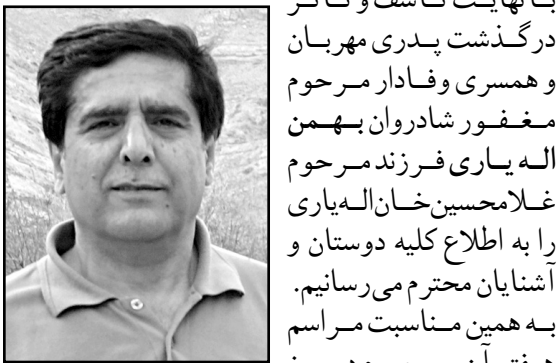 با نهایت تاسف و تاثر
درگذشت پدری مهربان
و همسری وفادار مرحوم
مغفور شادروان بهمن
اله یاری فرزند مرحوم
غلامحسین‌خان‌اله‌یاری
را به اطلاع کلیه دوستان و
آشنایان محترم می‌رسانیم.
به همین مناسبت مراسم